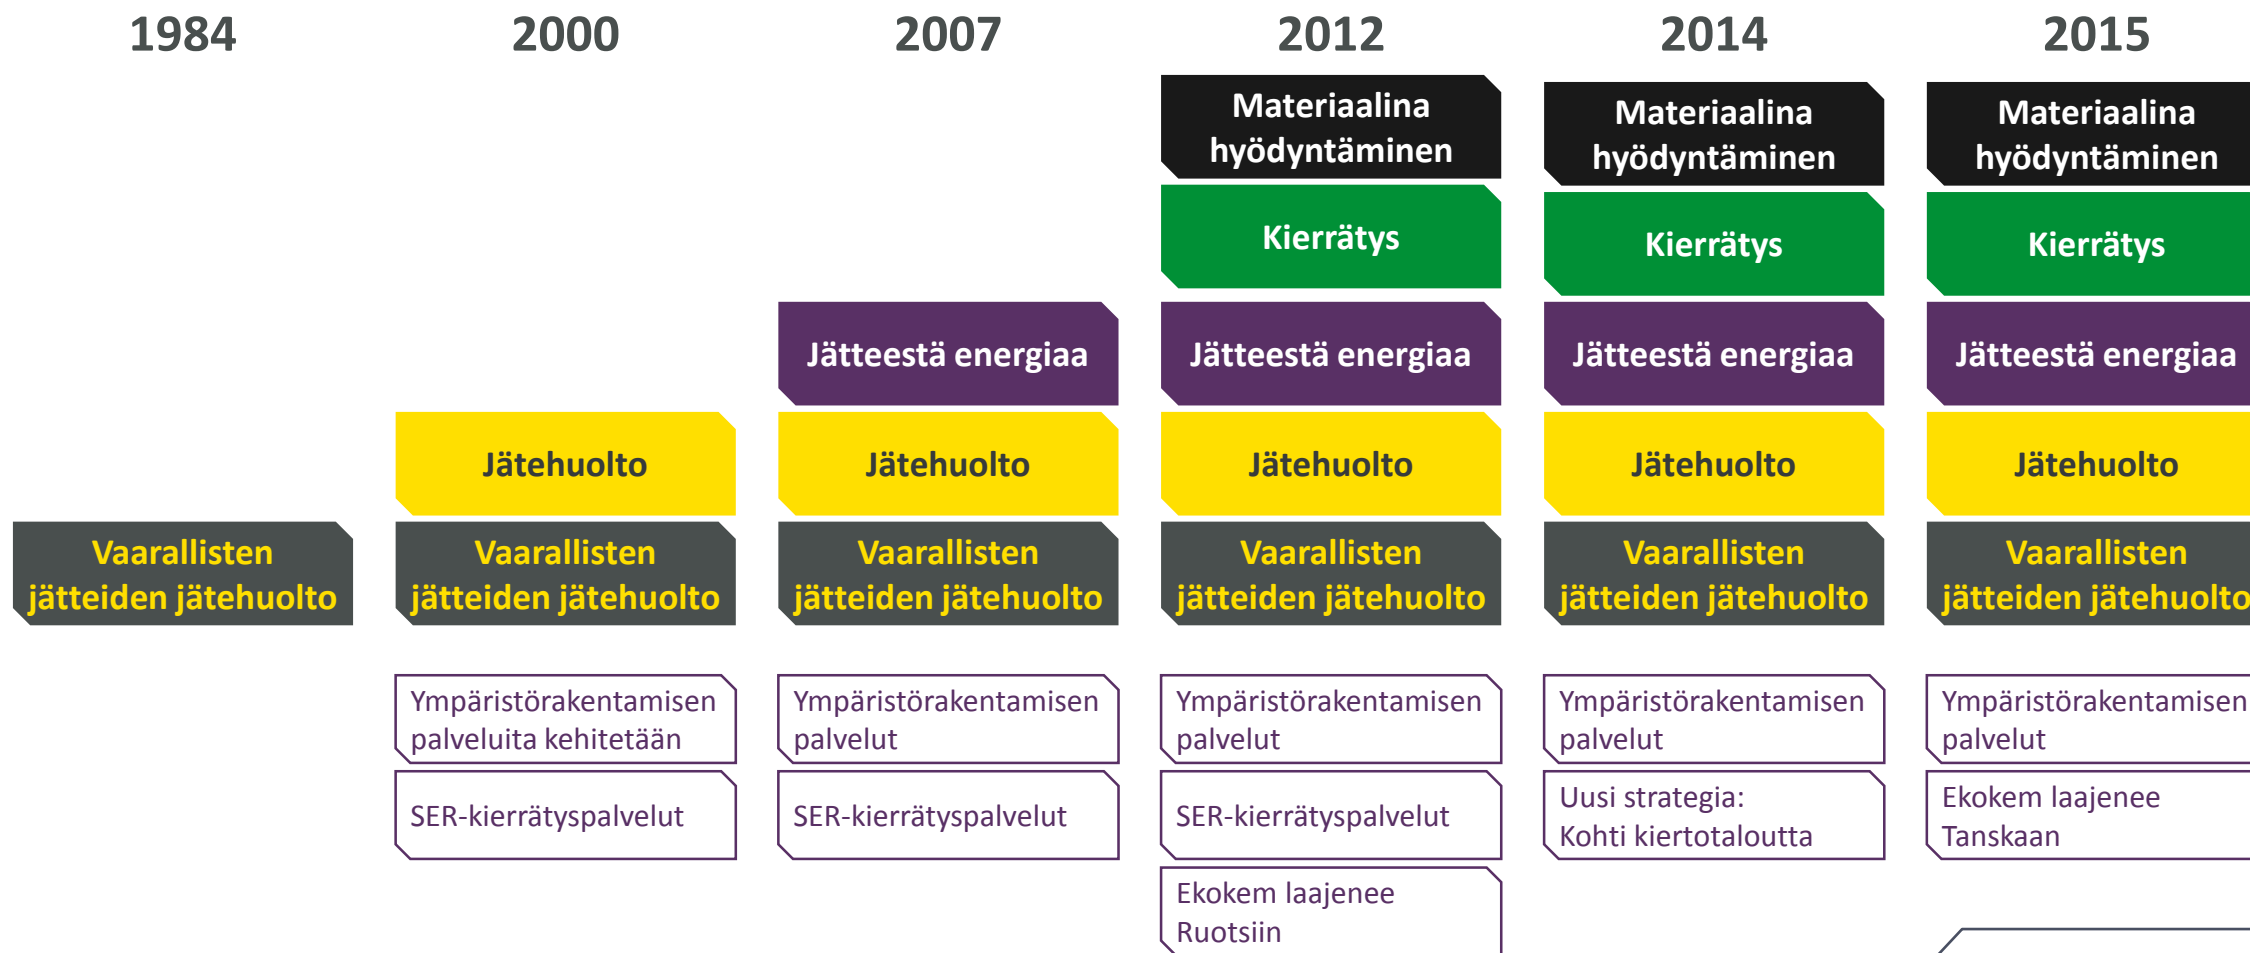 1984
2000
2007
2012
2014
2015
Materiaalina
hyödyntäminen
Materiaalina
hyödyntäminen
Materiaalina
hyödyntäminen
Kierrätys
Kierrätys
Kierrätys
Jätteestä energiaa
Jätteestä energiaa
Jätteestä energiaa
Jätteestä energiaa
Jätehuolto
Jätehuolto
Jätehuolto
Jätehuolto
Jätehuolto
Vaarallisten
jätteiden jätehuolto
Vaarallisten
jätteiden jätehuolto
Vaarallisten
jätteiden jätehuolto
Vaarallisten
jätteiden jätehuolto
Vaarallisten
jätteiden jätehuolto
Vaarallisten
jätteiden jätehuolto
Ympäristörakentamisen
palveluita kehitetään
Ympäristörakentamisen
palvelut
Ympäristörakentamisen
palvelut
Ympäristörakentamisen
palvelut
Ympäristörakentamisen
palvelut
SER-kierrätyspalvelut
SER-kierrätyspalvelut
SER-kierrätyspalvelut
Uusi strategia:
Kohti kiertotaloutta
Ekokem laajenee
Tanskaan
Ekokem laajenee
Ruotsiin